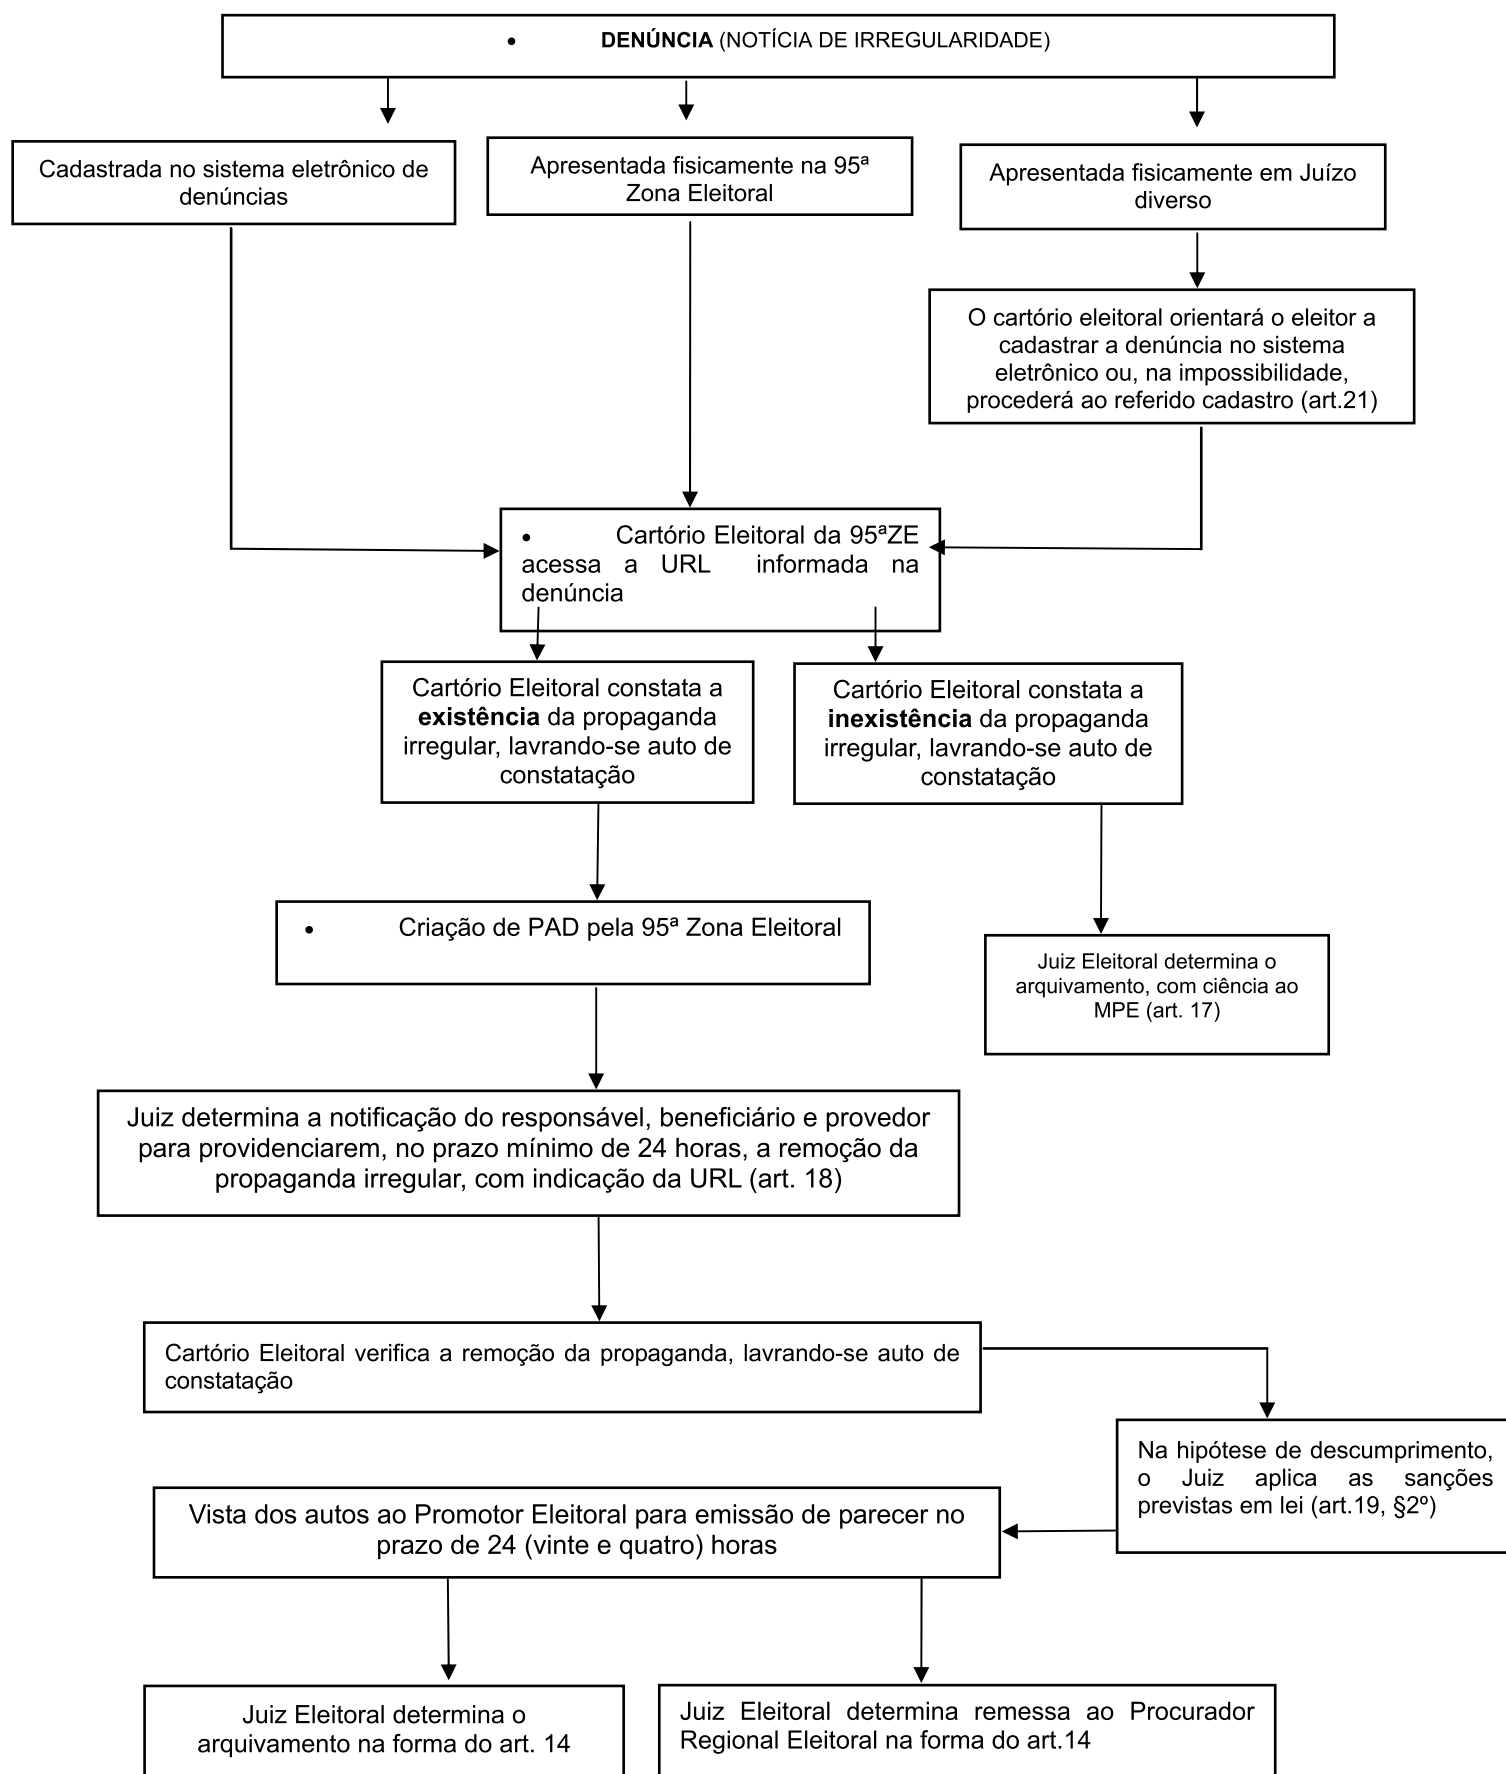 • DENÚNCIA (NOTÍCIA DE IRREGULARIDADE)
Cadastrada no sistema eletrônico de
denúncias
Apresentada fisicamente na 95ª
Zona Eleitoral
Apresentada fisicamente em Juízo
diverso
O cartório eleitoral orientará o eleitor a
cadastrar a denúncia no sistema
eletrônico ou, na impossibilidade,
procederá ao referido cadastro (art.21)
• Cartório Eleitoral da 95ªZE
acessa a URL informada na
denúncia
Cartório Eleitoral constata a
existência da propaganda
irregular, lavrando-se auto de
constatação
Cartório Eleitoral constata a
inexistência da propaganda
irregular, lavrando-se auto de
constatação
• Criação de PAD pela 95ª Zona Eleitoral
Juiz Eleitoral determina o
arquivamento, com ciência ao
MPE (art. 17)
Juiz determina a notificação do responsável, beneficiário e provedor
para providenciarem, no prazo mínimo de 24 horas, a remoção da
propaganda irregular, com indicação da URL (art. 18)
Cartório Eleitoral verifica a remoção da propaganda, lavrando-se auto de
constatação
Na hipótese de descumprimento,
o Juiz aplica as sanções
previstas em lei (art.19, §2º)
Vista dos autos ao Promotor Eleitoral para emissão de parecer no
prazo de 24 (vinte e quatro) horas
Juiz Eleitoral determina o
arquivamento na forma do art. 14
Juiz Eleitoral determina remessa ao Procurador
Regional Eleitoral na forma do art.14